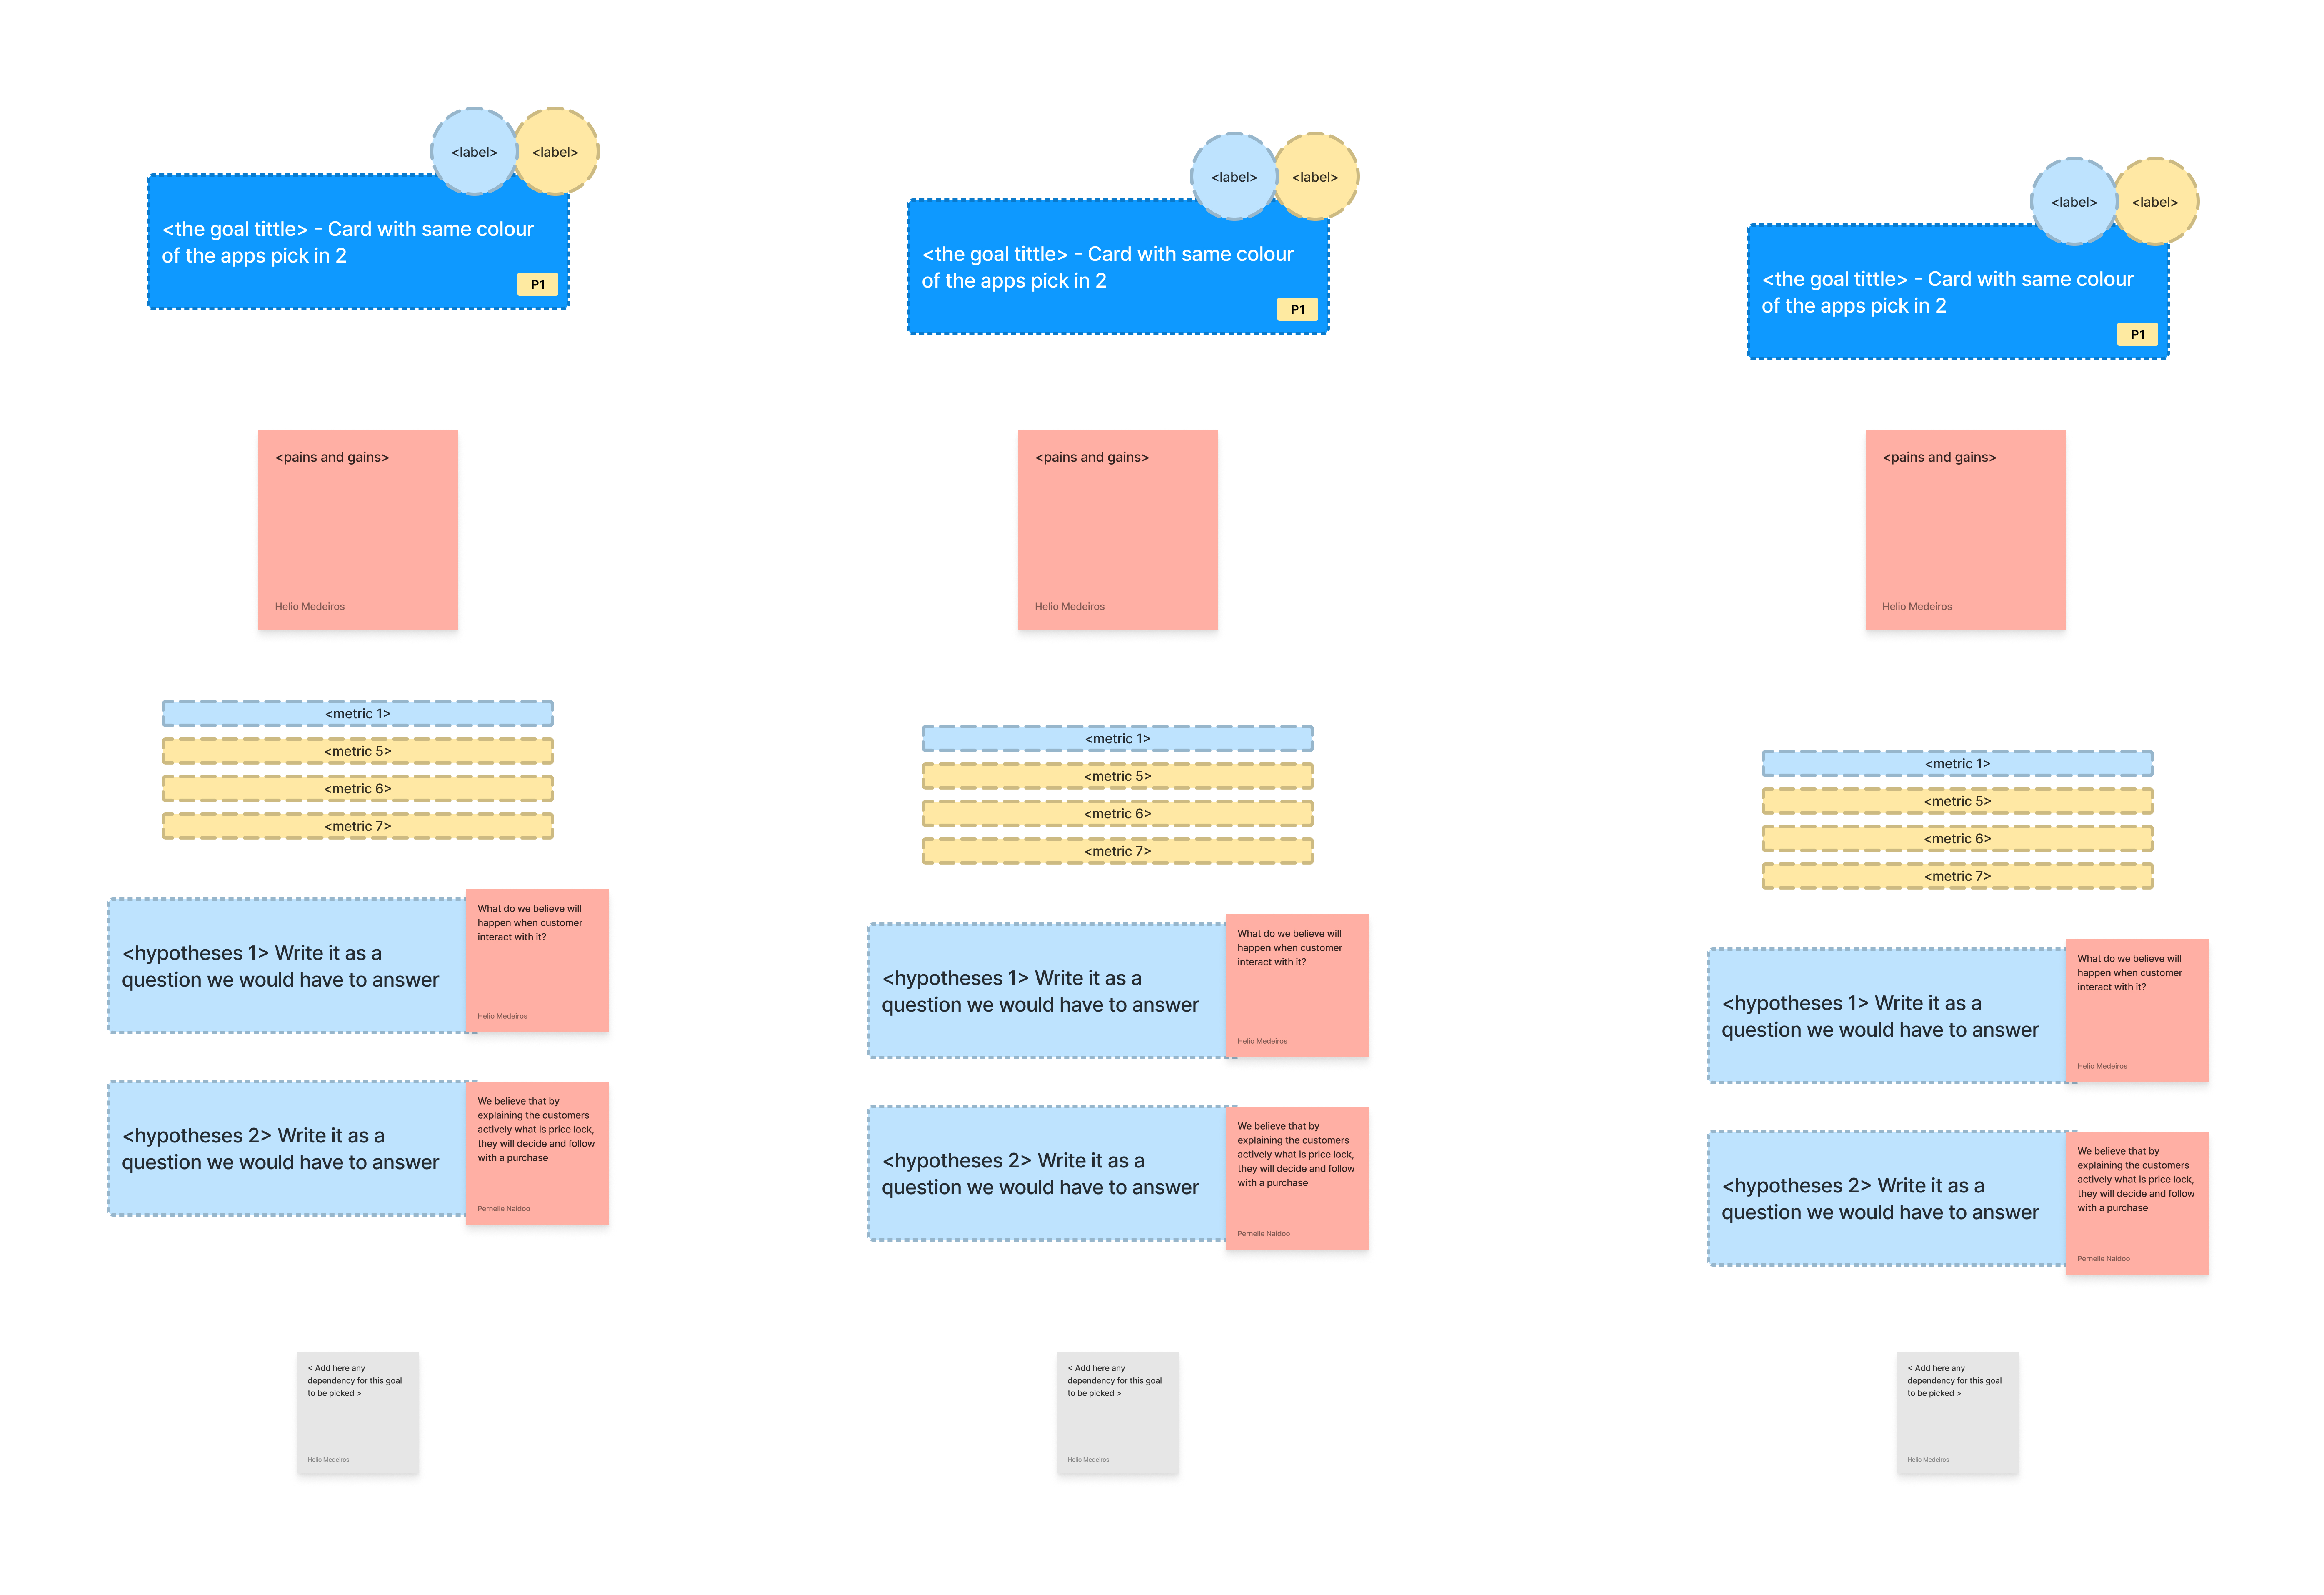 <label>
<label>
<the goal tittle> - Card with same colour
of the apps pick in 2
P1
<pains and gains>
Helio Medeiros
<metric 1>
<metric 5>
<metric 6>
<metric 7>
<hypotheses 1> Write it as a
question we would have to answer
What do we believe will
happen when customer
interact with it?
Helio Medeiros
<hypotheses 2> Write it as a
question we would have to answer
We believe that by
explaining the customers
actively what is price lock,
they will decide and follow
with a purchase
Pernelle Naidoo
< Add here any
dependency for this goal
to be picked >
Helio Medeiros
<label>
<label>
<the goal tittle> - Card with same colour
of the apps pick in 2
P1
<pains and gains>
Helio Medeiros
<metric 1>
<metric 5>
<metric 6>
<metric 7>
<hypotheses 1> Write it as a
question we would have to answer
What do we believe will
happen when customer
interact with it?
Helio Medeiros
<hypotheses 2> Write it as a
question we would have to answer
We believe that by
explaining the customers
actively what is price lock,
they will decide and follow
with a purchase
Pernelle Naidoo
< Add here any
dependency for this goal
to be picked >
Helio Medeiros
<label>
<label>
<the goal tittle> - Card with same colour
of the apps pick in 2
P1
<pains and gains>
Helio Medeiros
<metric 1>
<metric 5>
<metric 6>
<metric 7>
<hypotheses 1> Write it as a
question we would have to answer
What do we believe will
happen when customer
interact with it?
Helio Medeiros
<hypotheses 2> Write it as a
question we would have to answer
We believe that by
explaining the customers
actively what is price lock,
they will decide and follow
with a purchase
Pernelle Naidoo
< Add here any
dependency for this goal
to be picked >
Helio Medeiros